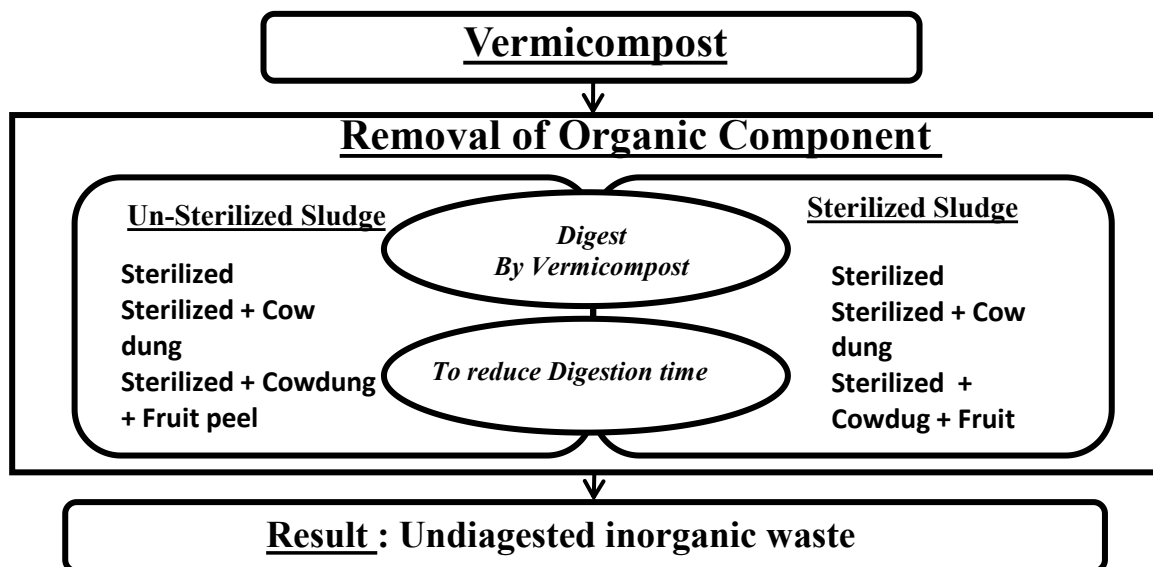 Vermicompost
Removal of Organic Component
Un-Sterilized Sludge
Sterilized
Sterilized + Cow
dung
Sterilized + Cowdung
+ Fruit peel
Digest
By Vermicompost
To reduce Digestion time
Sterilized Sludge
Sterilized
Sterilized + Cow
dung
Sterilized +
Cowdug + Fruit
Result : Undiagested inorganic waste